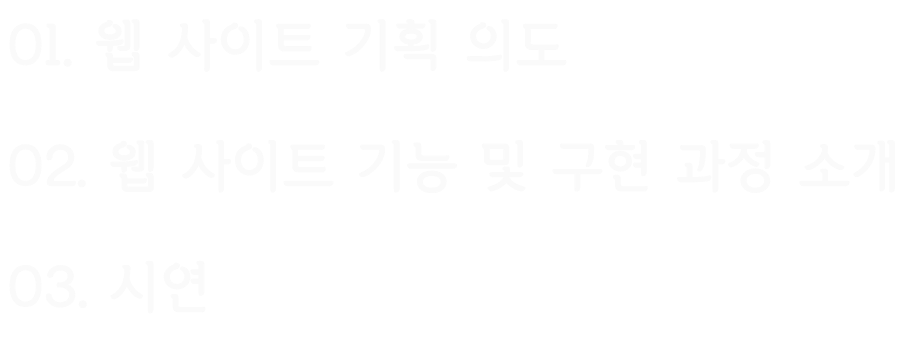 01. 웹 사이트 기획 의도
02. 웹 사이트 기능 및 구현 과정 소개
03. 시연